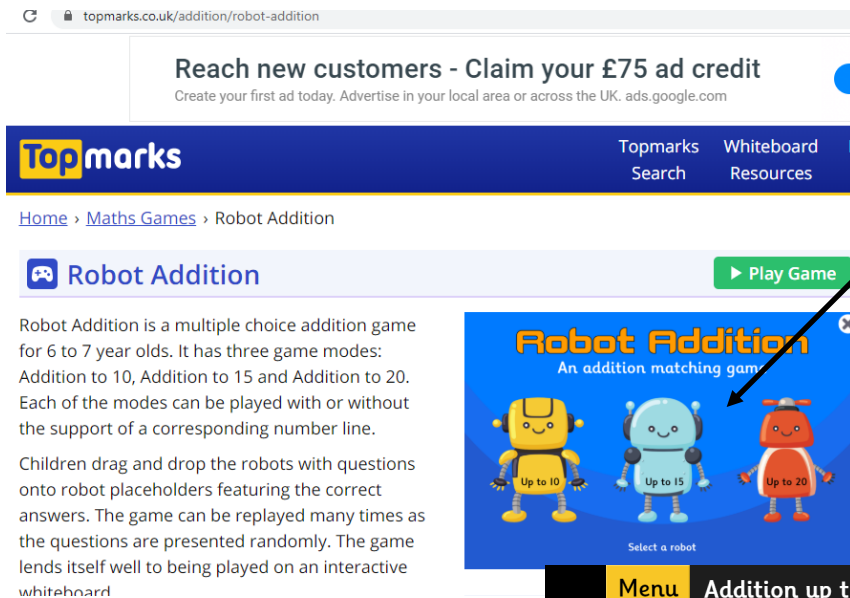 topmarks.co.uk/addition/robot-addition
Reach new customers - Claim your £75 ad credit
Create your first ad today. Advertise in your local area or across the UK. ads.google.com
Topmarks
Topmarks Search
Whiteboard Resources
Home › Maths Games › Robot Addition
Robot Addition
Play Game
Robot Addition is a multiple choice addition game
for 6 to 7 year olds. It has three game modes:
Addition to 10, Addition to 15 and Addition to 20.
Each of the modes can be played with or without
the support of a corresponding number line.
Children drag and drop the robots with questions
onto robot placeholders featuring the correct
answers. The game can be replayed many times as
the questions are presented randomly. The game
lends itself well to being played on an interactive
whiteboard
Robot Addition
An addition matching game
Up to 10
Up to 15
Up to 20
Select a robot
Menu
Addition up